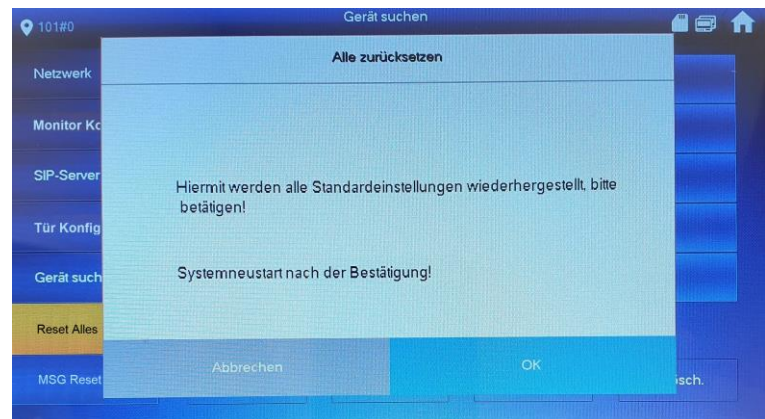 101#0
Gerät suchen
Alle zurücksetzen
Netzwerk
Monitor Ko
SIP-Server
Tür Konfig
Gerät such
Reset Alles
MSG Reset
Hiermit werden alle Standardeinstellungen wiederhergestellt, bitte
betätigen!
Systemneustart nach der Bestätigung!
Abbrechen
OK
ösch.